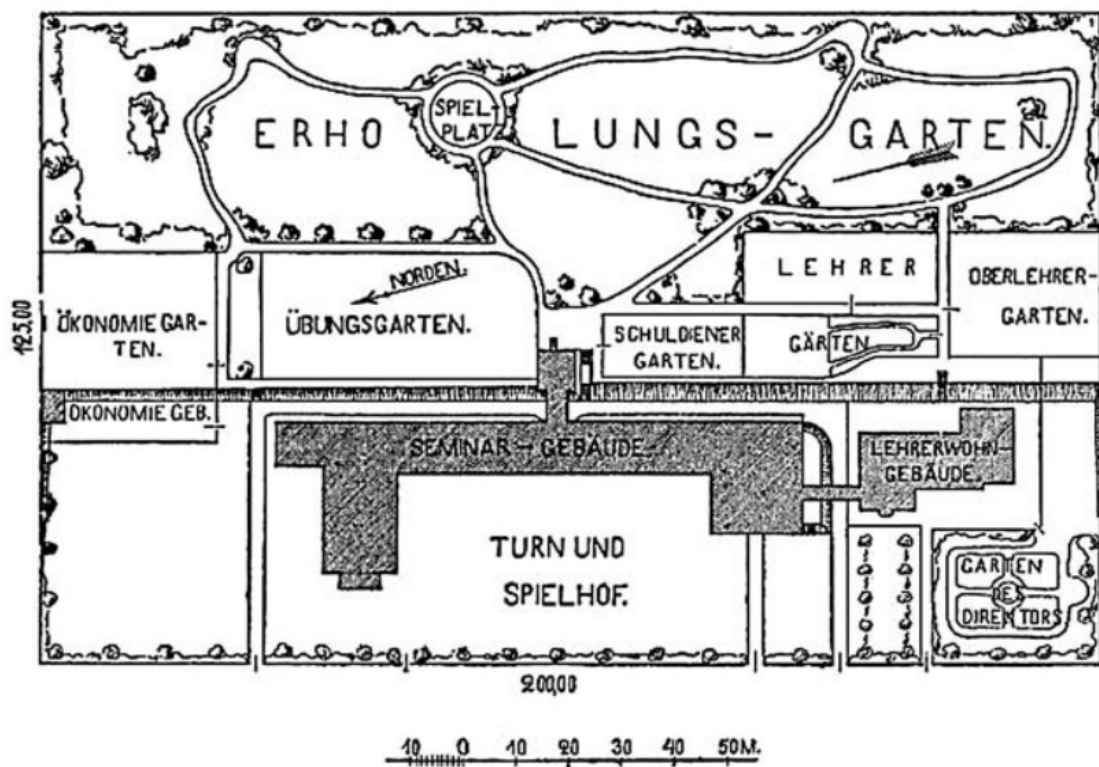 SPIEL-
PLATZ
ERHO LUNGS- GARTEN.
NORDEN.
LEHRER
OBERLEHRER-
GARTEN.
ÖKONOMIE GAR-
TEN.
ÜBUNGSGARTEN.
SCHULDIENER
GARTEN.
GÄRTEN
125,00
ÖKONOMIE GEB.
SEMINAR-GEBÄUDE-
LEHRERWOHN-
GEBÄUDE.
TURN UND
SPIELHOF.
GARTEN
DES
DIREKTORS
200,00
10 0 10 20 30 40 50 M.